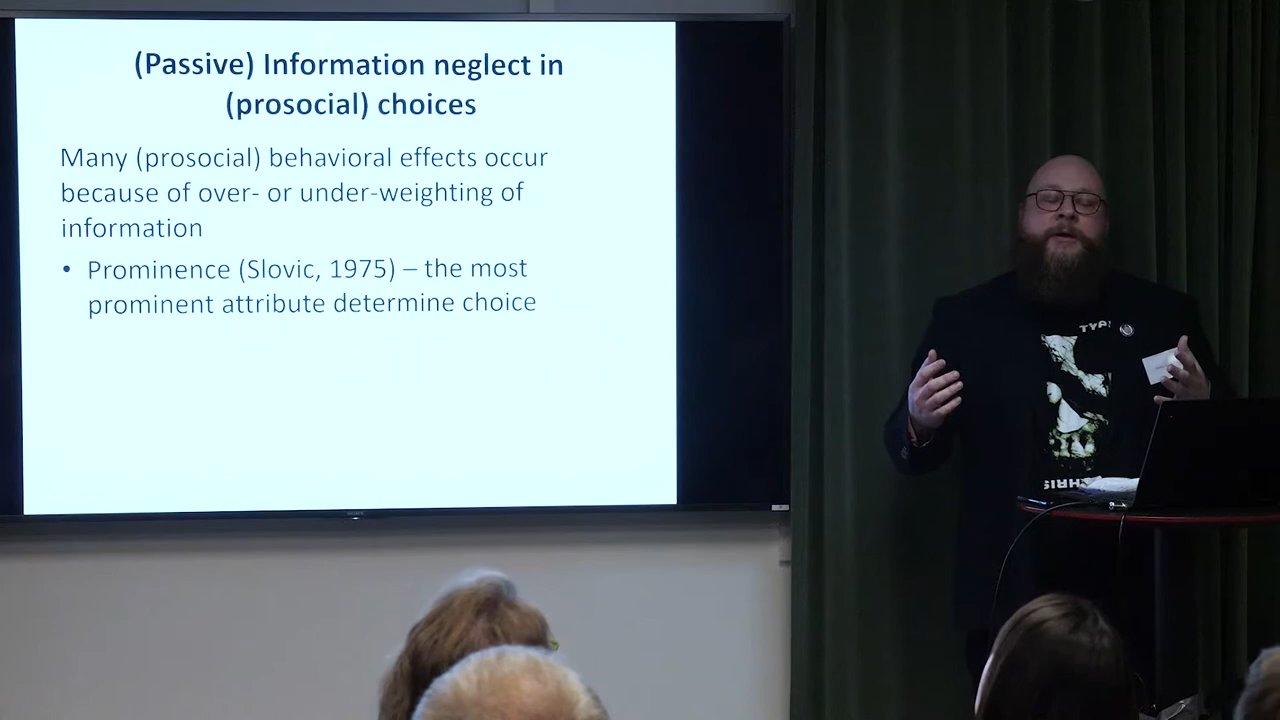 (Passive) Information neglect in
(prosocial) choices
Many (prosocial) behavioral effects occur
because of over- or under-weighting of
information
• Prominence (Slovic, 1975) – the most
prominent attribute determine choice